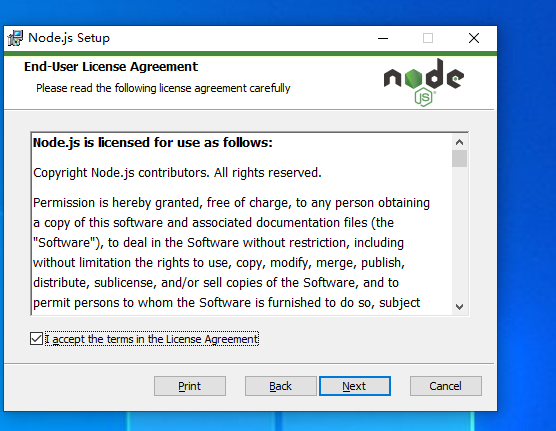 Node.js Setup
End-User License Agreement
Please read the following license agreement carefully
node
JS
Node.js is licensed for use as follows:
Copyright Node.js contributors. All rights reserved.
Permission is hereby granted, free of charge, to any person obtaining
a copy of this software and associated documentation files (the
"Software"), to deal in the Software without restriction, including
without limitation the rights to use, copy, modify, merge, publish,
distribute, sublicense, and/or sell copies of the Software, and to
permit persons to whom the Software is furnished to do so, subject
I accept the terms in the License Agreement
Print Back Next Cancel